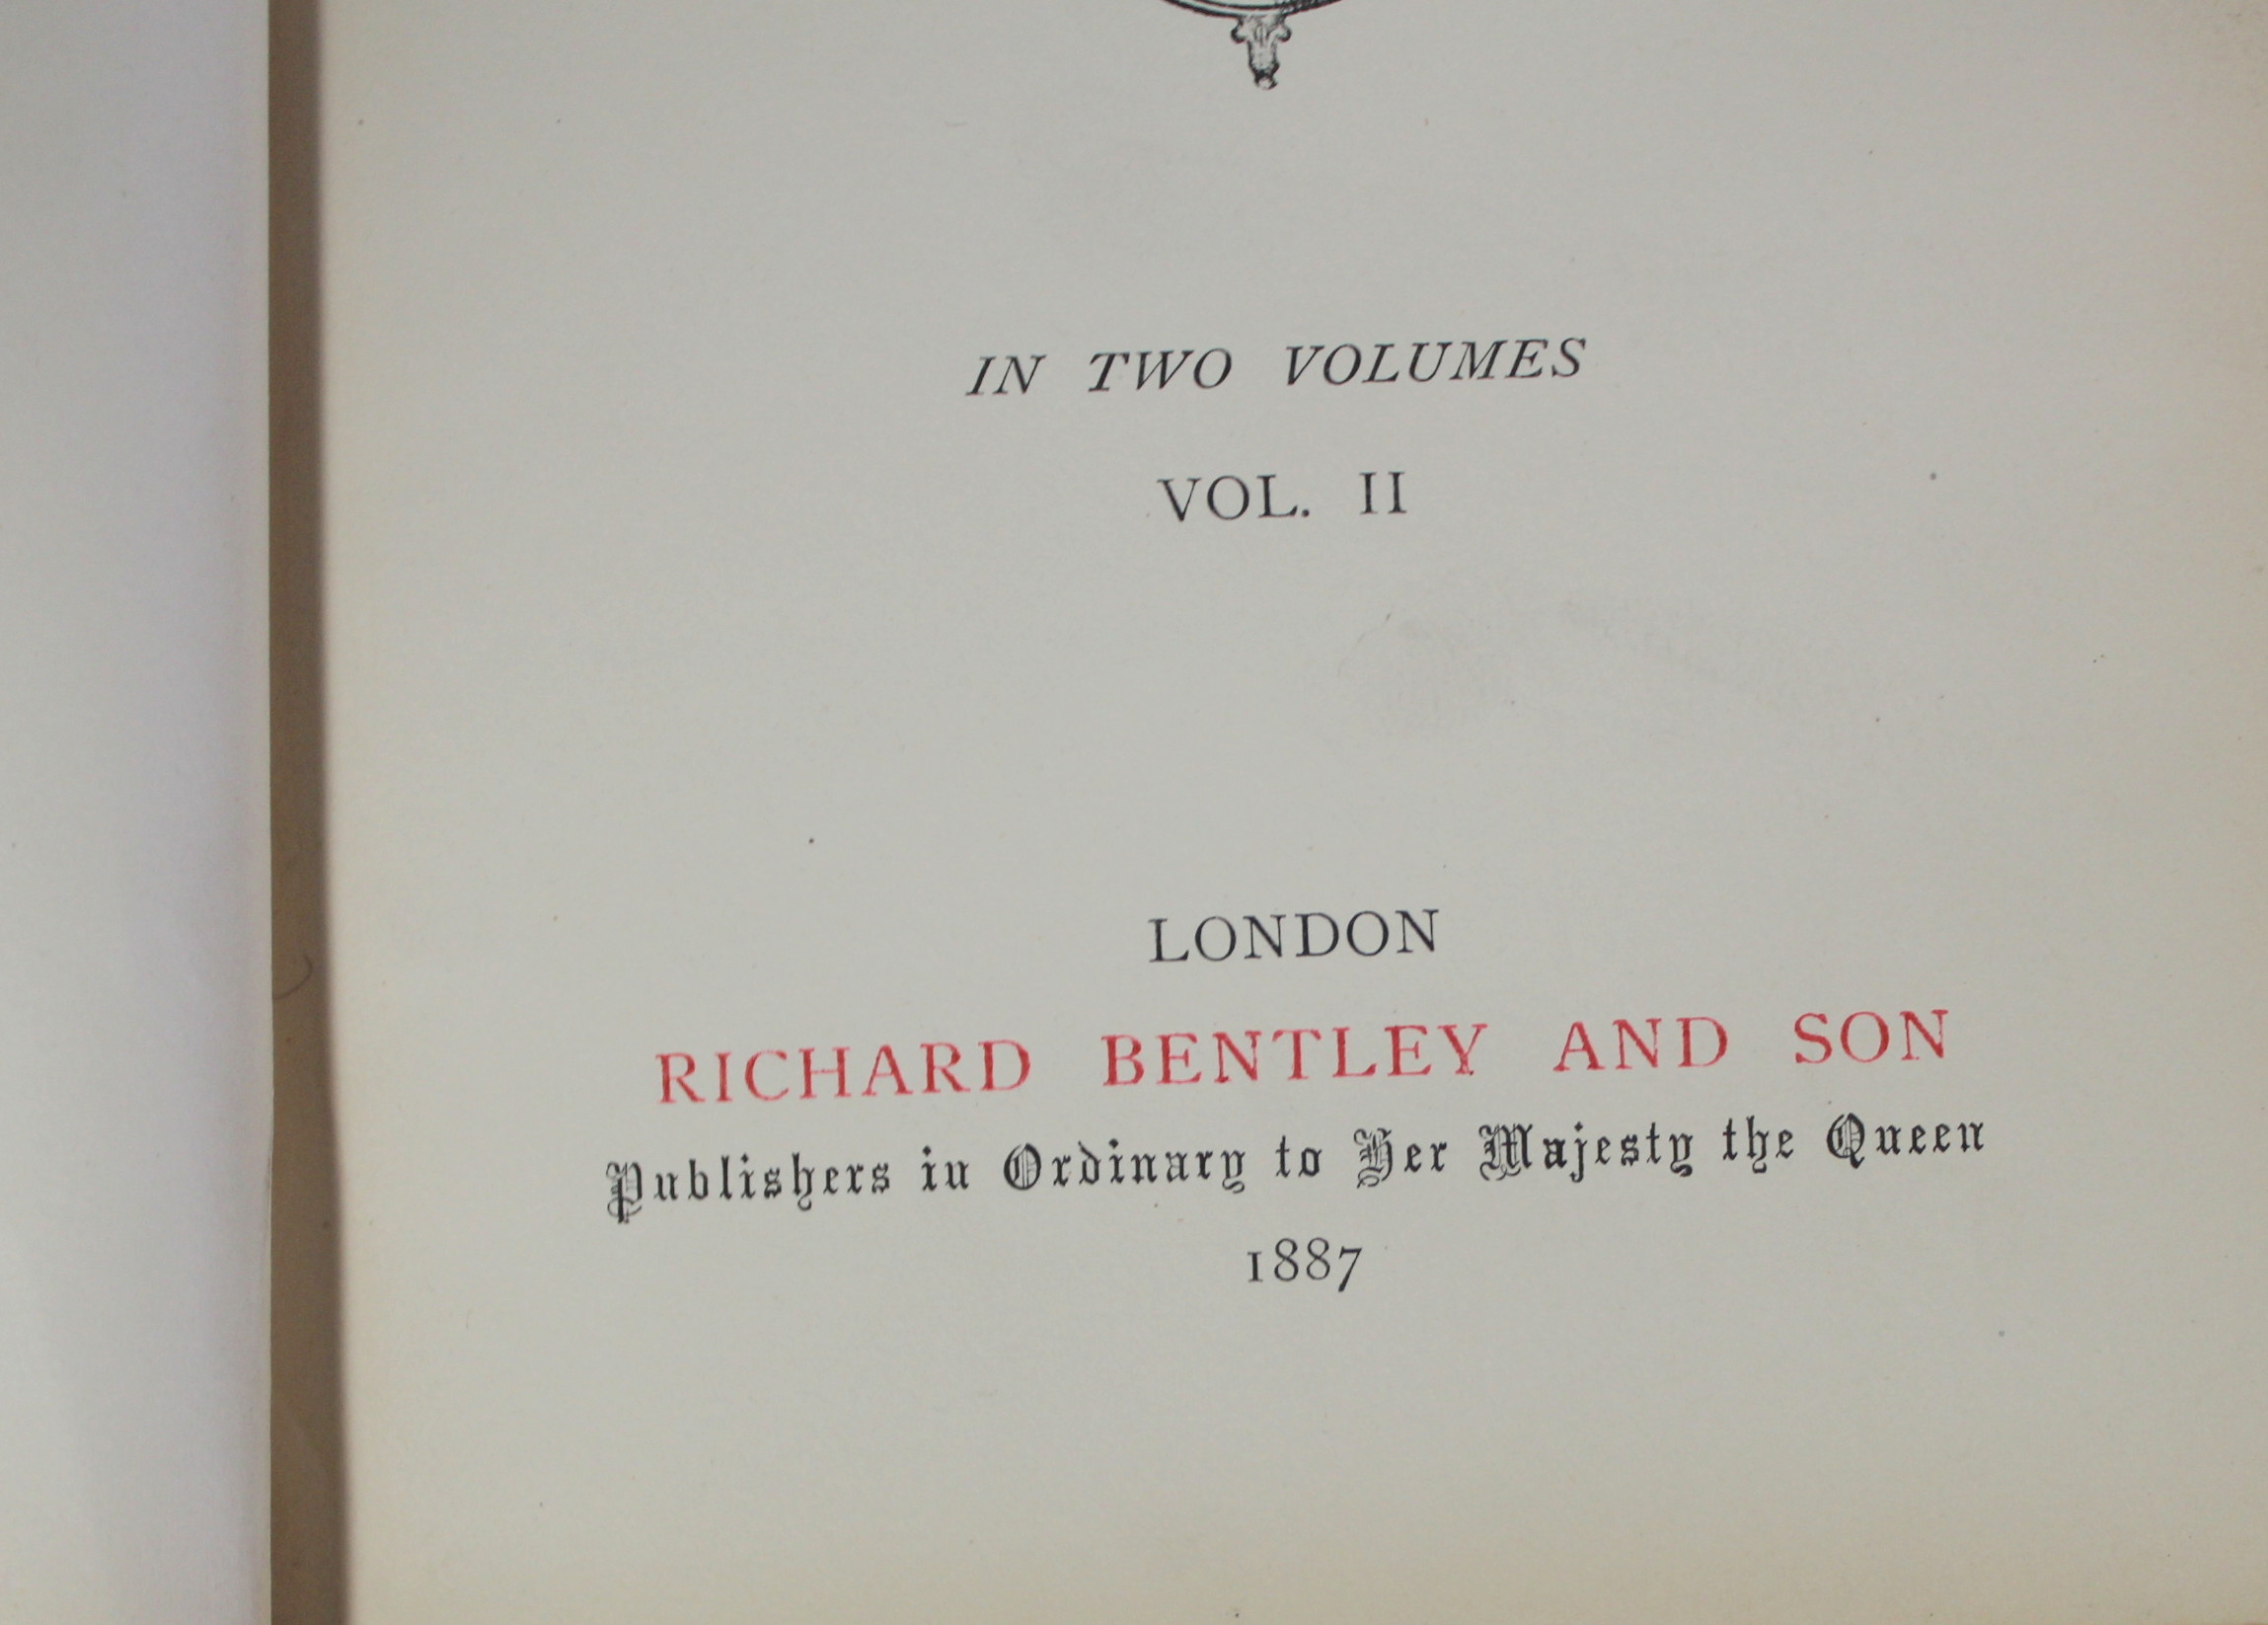 IN TWO VOLUMES
VOL. II
LONDON
RICHARD BENTLEY AND SON
Publishers in Ordinary to Her Majesty the Queen
1887